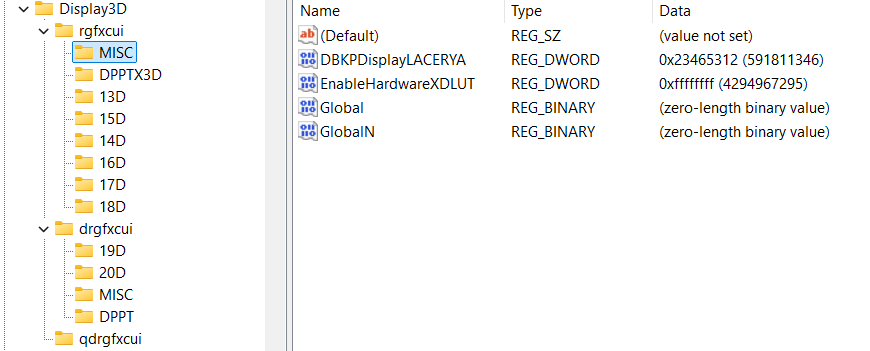 Display3D
rgfxcui
MISC
DPPTX3D
13D
15D
14D
16D
17D
18D
drgfxcui
19D
20D
MISC
DPPT
qdrgfxcui
Name Type Data
(Default) REG_SZ (value not set)
DBKPDisplayLACERYA REG_DWORD 0x23465312 (591811346)
EnableHardwareXDLUT REG_DWORD 0xffffffff (4294967295)
Global REG_BINARY (zero-length binary value)
GlobalN REG_BINARY (zero-length binary value)